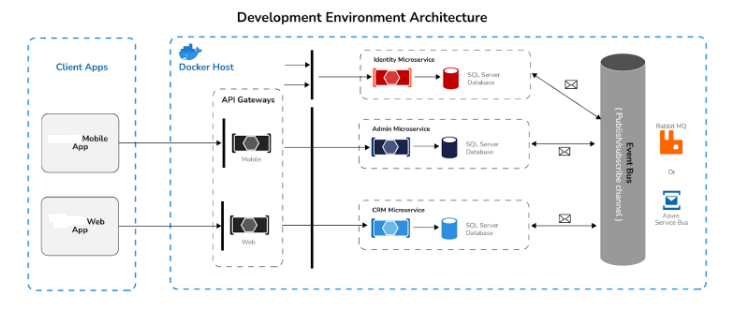 Development Environment Architecture
Client Apps
Mobile
App
Web
App
Docker Host
API Gateways
Mobile
Web
Identity Microservice
SQL Server
Database
Admin Microservice
SQL Server
Database
CRM Microservice
SQL Server
Database
Event Bus
( Publish/subscribe channel )
Rabbit MQ
Or
Azure
Service Bus